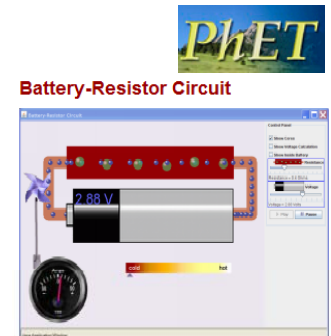 PhET
Battery-Resistor Circuit
Battery-Resistor Circuit
Control Panel
Show Cores
Show Voltage Calculation
Show Inside Battery
2.88 V
Voltage
Play
Pause
cold
hot